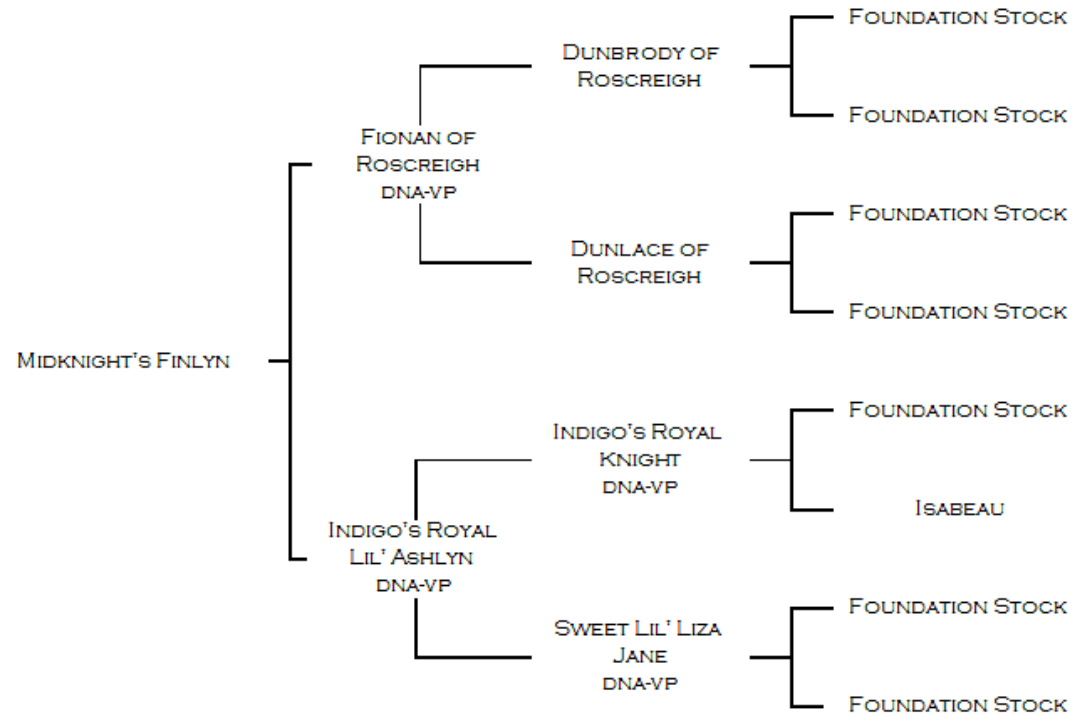 Foundation Stock
Dunbrody of
Roscreigh
Foundation Stock
Fionan of
Roscreigh
DNA-VP
Foundation Stock
Dunlace of
Roscreigh
Foundation Stock
Midknight's Finlyn
Foundation Stock
Indigo's Royal
Knight
DNA-VP
Isabeau
Indigo's Royal
Lil' Ashlyn
DNA-VP
Foundation Stock
Sweet Lil' Liza
Jane
DNA-VP
Foundation Stock